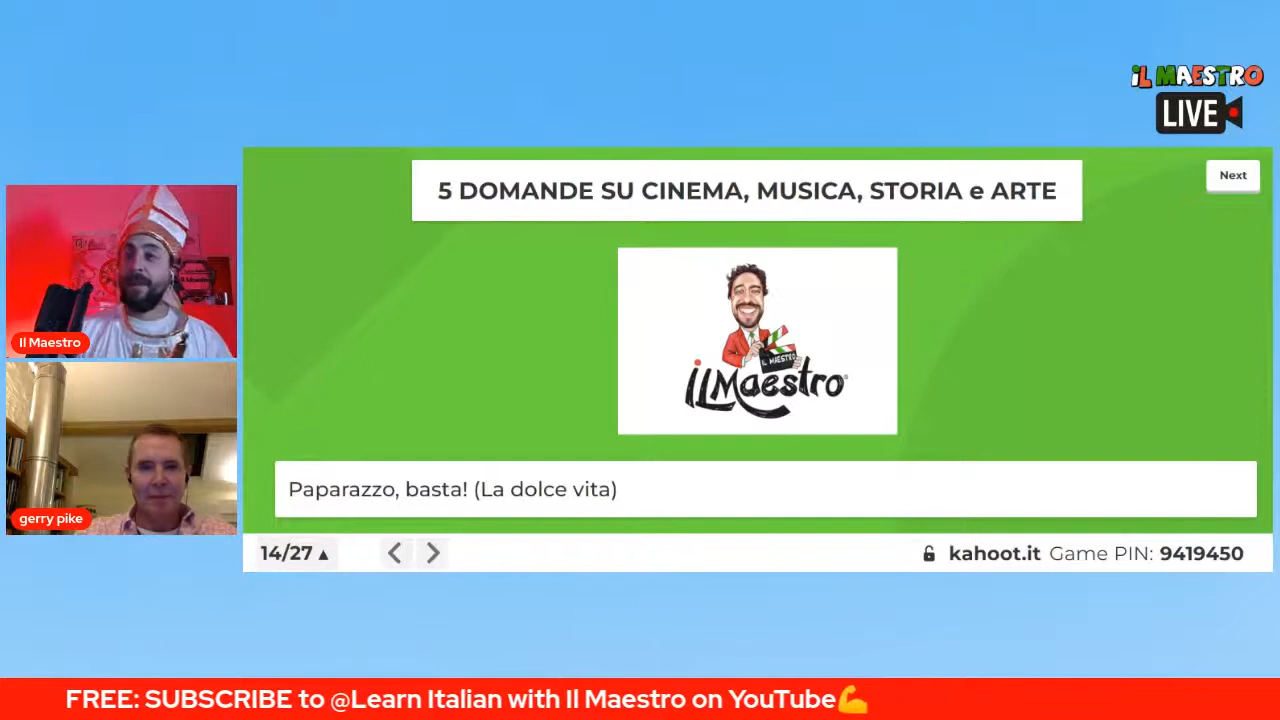 IL MAESTRO
LIVE
5 DOMANDE SU CINEMA, MUSICA, STORIA e ARTE
Next
IL MAESTRO
ilMaestro
Il Maestro
gerry pike
Paparazzo, basta! (La dolce vita)
14/27 ▲
kahoot.it Game PIN: 9419450
FREE: SUBSCRIBE to @Learn Italian with Il Maestro on YouTube💪